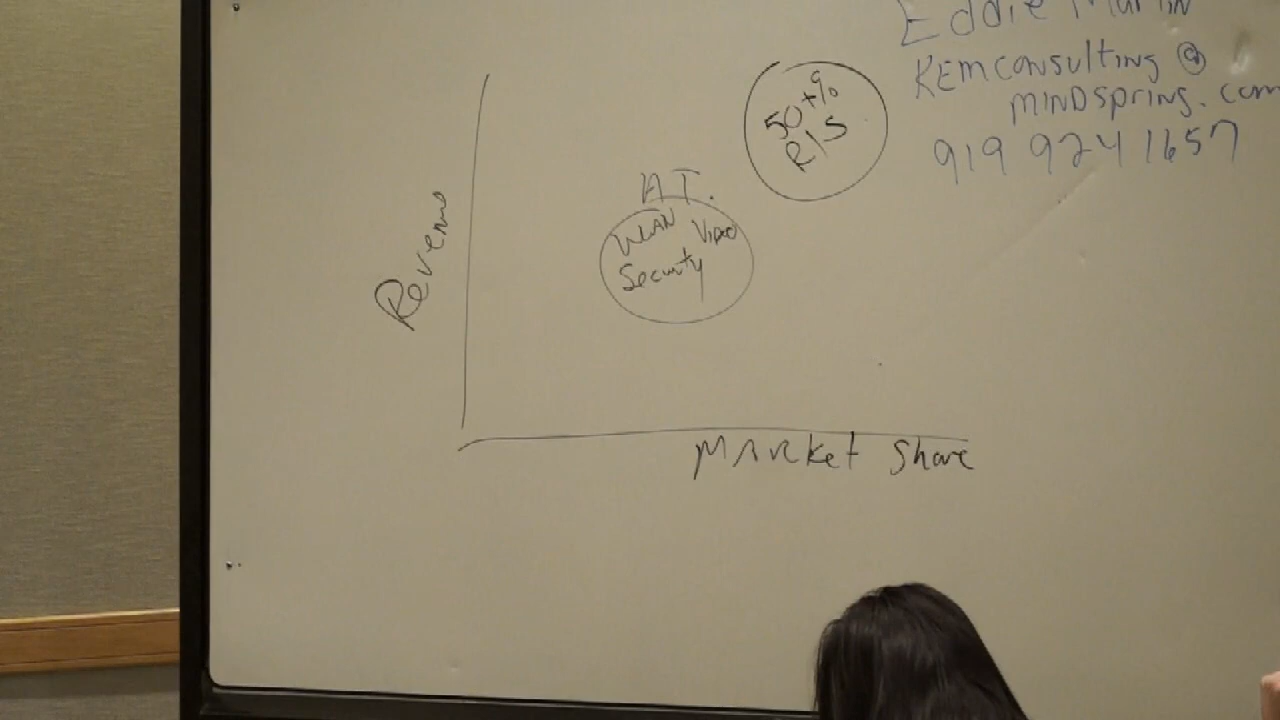 Eddie Martin
KEMCONSULTING @
MINDSPRING.COM
919 924 1657
50+%
R/S
A.T.
WLAN Video
Security
Revenue
Market Share